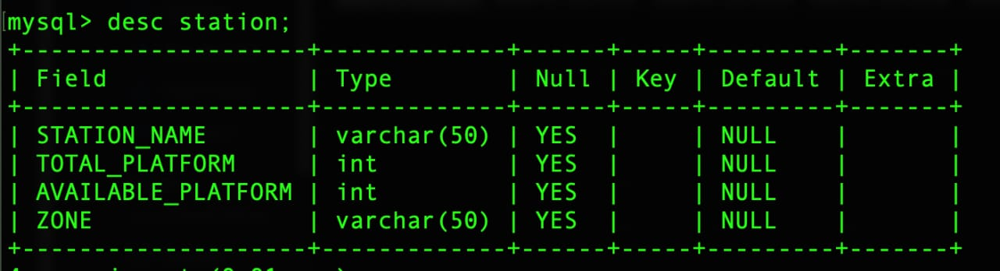 mysql> desc station;
+--------------------+-------------+------+-----+---------+-------+
| Field              | Type        | Null | Key | Default | Extra |
+--------------------+-------------+------+-----+---------+-------+
| STATION_NAME       | varchar(50) | YES  |     | NULL    |       |
| TOTAL_PLATFORM     | int         | YES  |     | NULL    |       |
| AVAILABLE_PLATFORM | int         | YES  |     | NULL    |       |
| ZONE               | varchar(50) | YES  |     | NULL    |       |
+--------------------+-------------+------+-----+---------+-------+